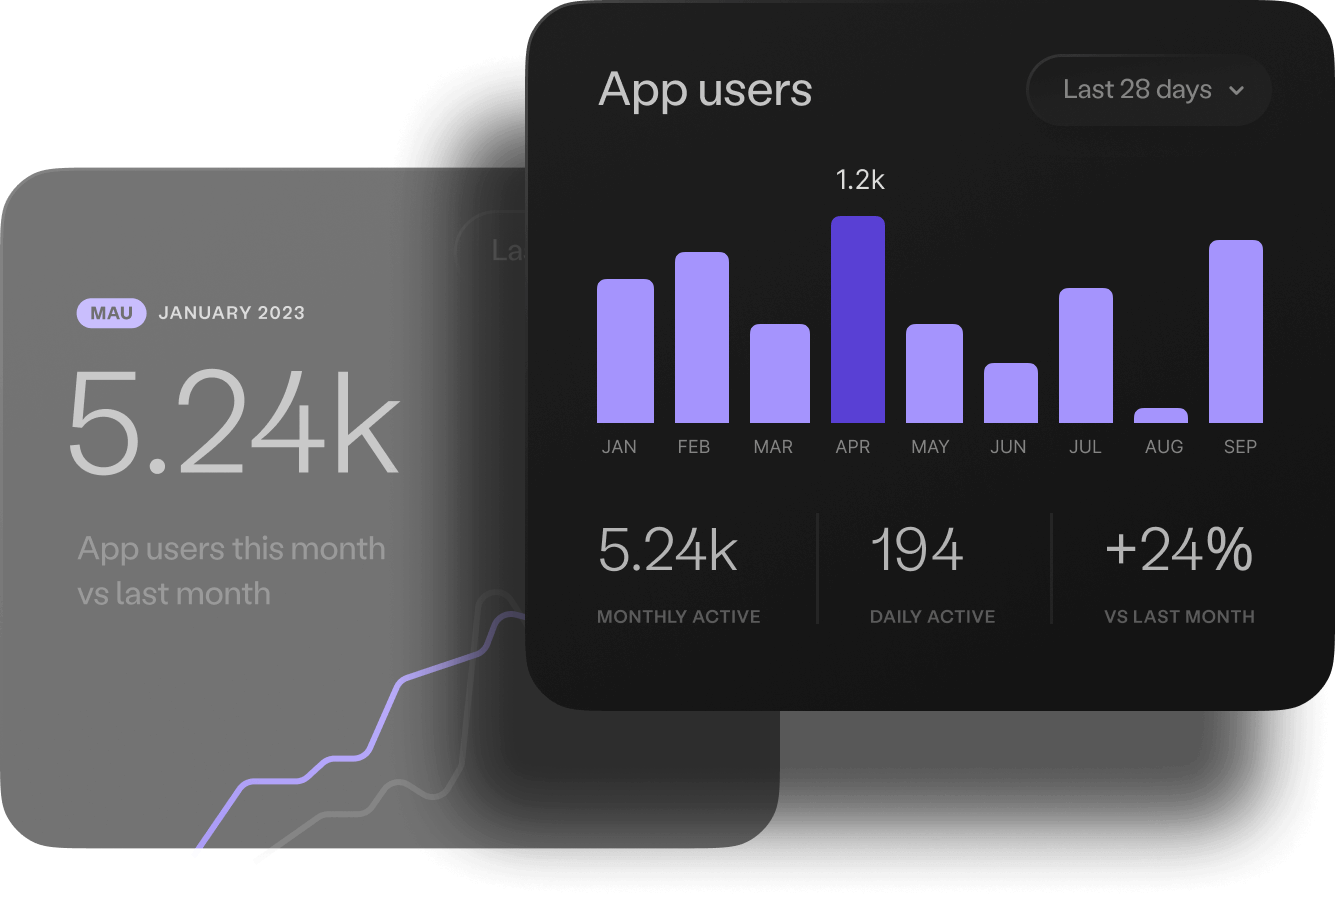 App users
Last 28 days
1.2k
JAN FEB MAR APR MAY JUN JUL AUG SEP
5.24k 194 +24%
MONTHLY ACTIVE DAILY ACTIVE VS LAST MONTH
MAU JANUARY 2023
5.24k
App users this month
vs last month